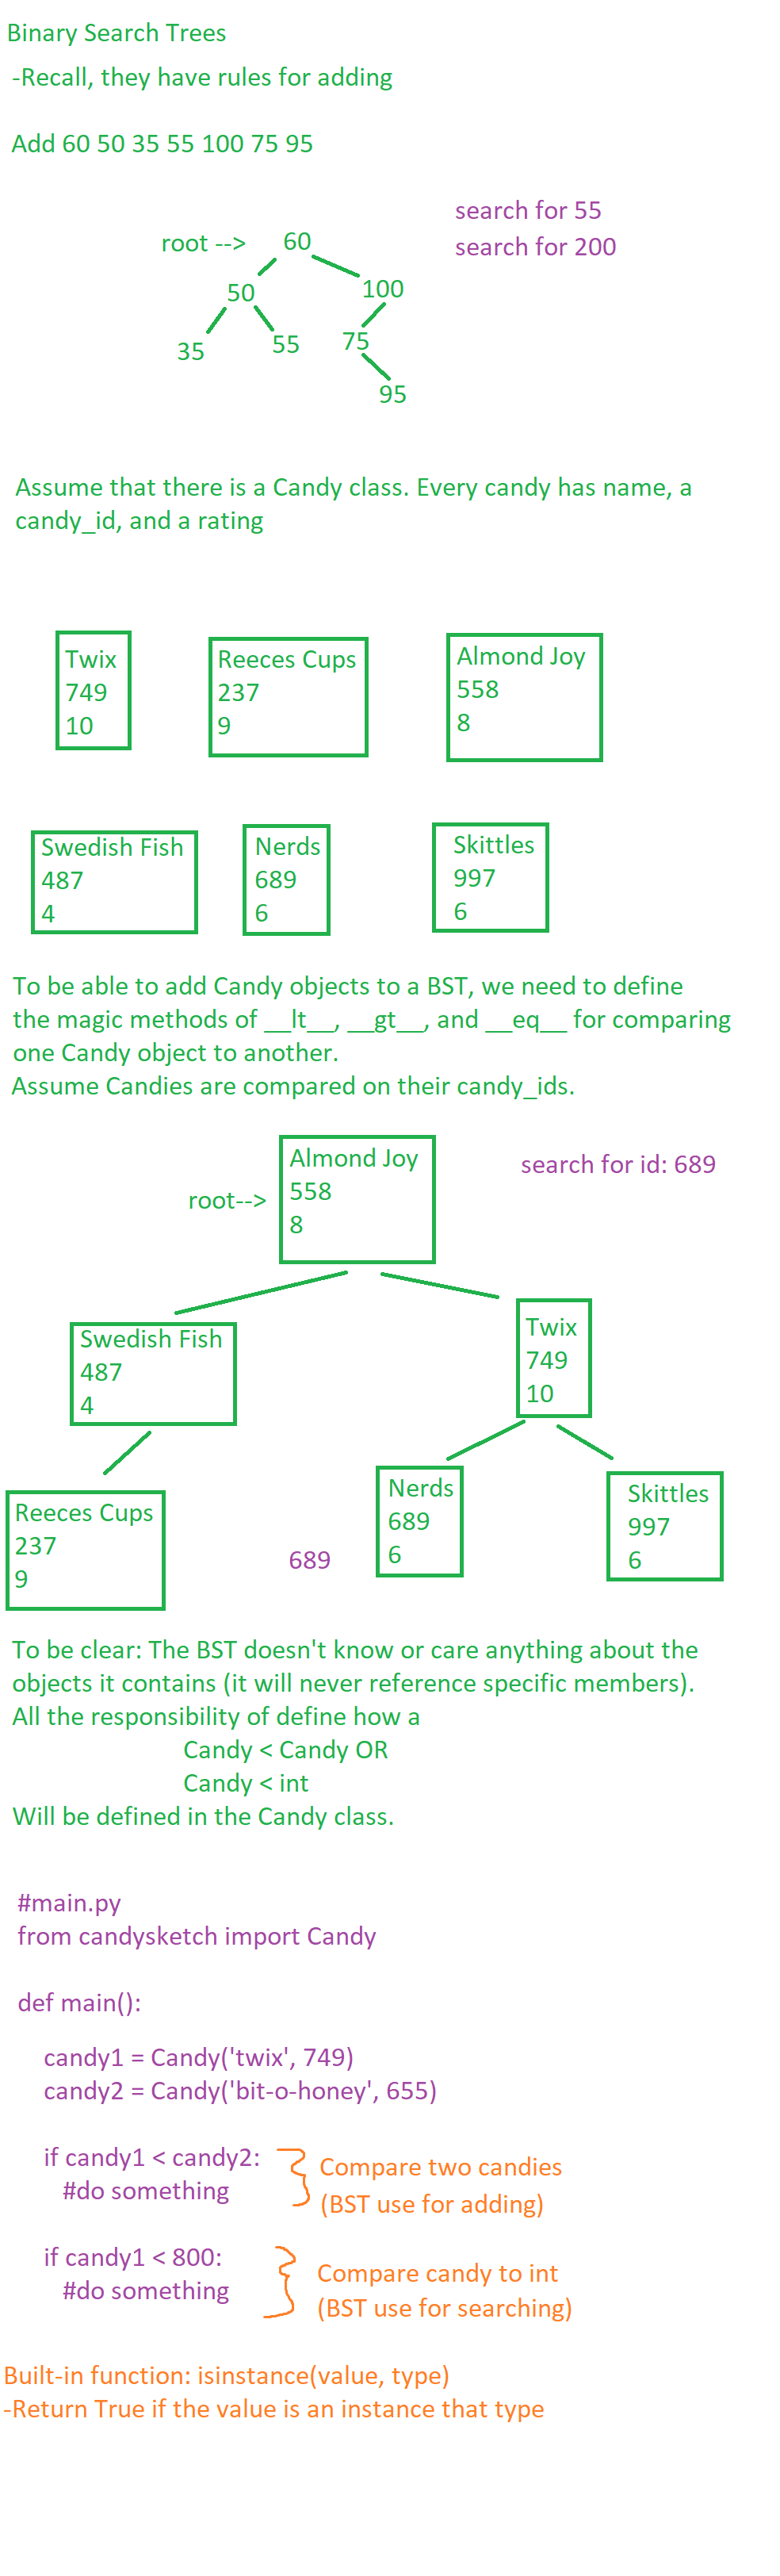 Binary Search Trees
-Recall, they have rules for adding
Add 60 50 35 55 100 75 95
search for 55
search for 200
root --> 60
50 100
35 55 75
95
Assume that there is a Candy class. Every candy has name, a
candy_id, and a rating
Twix
749
10
Reeces Cups
237
9
Almond Joy
558
8
Swedish Fish
487
4
Nerds
689
6
Skittles
997
6
To be able to add Candy objects to a BST, we need to define
the magic methods of __lt__, __gt__, and __eq__ for comparing
one Candy object to another.
Assume Candies are compared on their candy_ids.
root-->
Almond Joy
558
8
search for id: 689
Swedish Fish
487
4
Twix
749
10
Reeces Cups
237
9
689
Nerds
689
6
Skittles
997
6
To be clear: The BST doesn't know or care anything about the
objects it contains (it will never reference specific members).
All the responsibility of define how a
Candy < Candy OR
Candy < int
Will be defined in the Candy class.
#main.py
from candysketch import Candy
def main():
candy1 = Candy('twix', 749)
candy2 = Candy('bit-o-honey', 655)
if candy1 < candy2:
#do something
Compare two candies
(BST use for adding)
if candy1 < 800:
#do something
Compare candy to int
(BST use for searching)
Built-in function: isinstance(value, type)
-Return True if the value is an instance that type